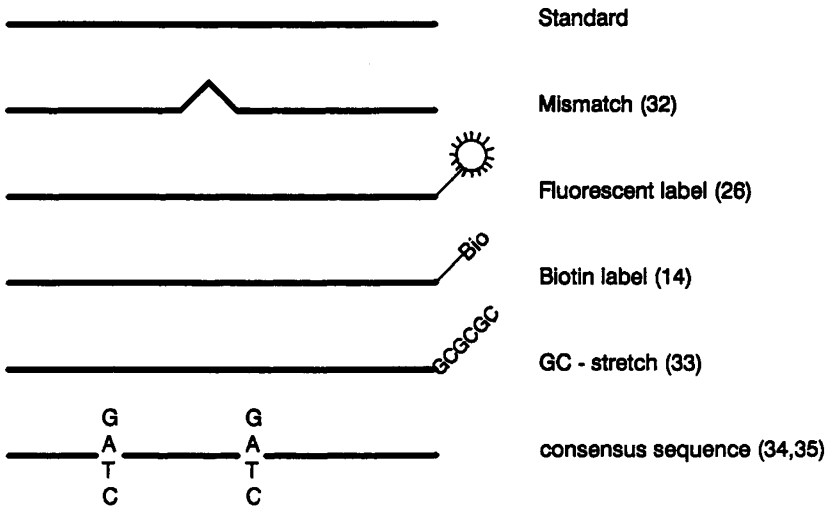 Standard
Mismatch (32)
Fluorescent label (26)
Bio
Biotin label (14)
GCGCGC
GC - stretch (33)
G G
A A
T T
C C
consensus sequence (34,35)